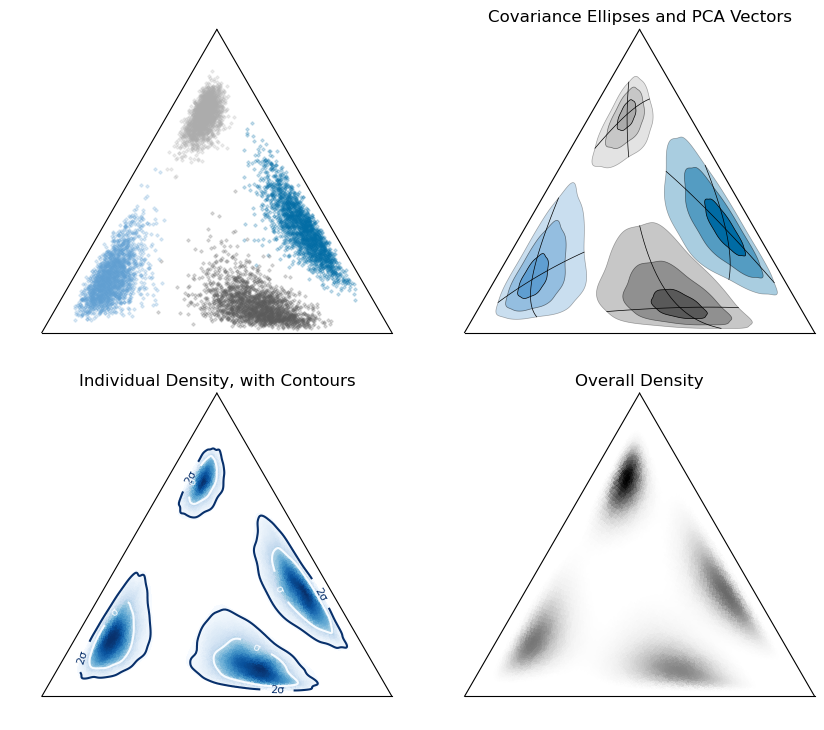 Covariance Ellipses and PCA Vectors
Individual Density, with Contours
Overall Density
2σ
2σ
2σ
2σ